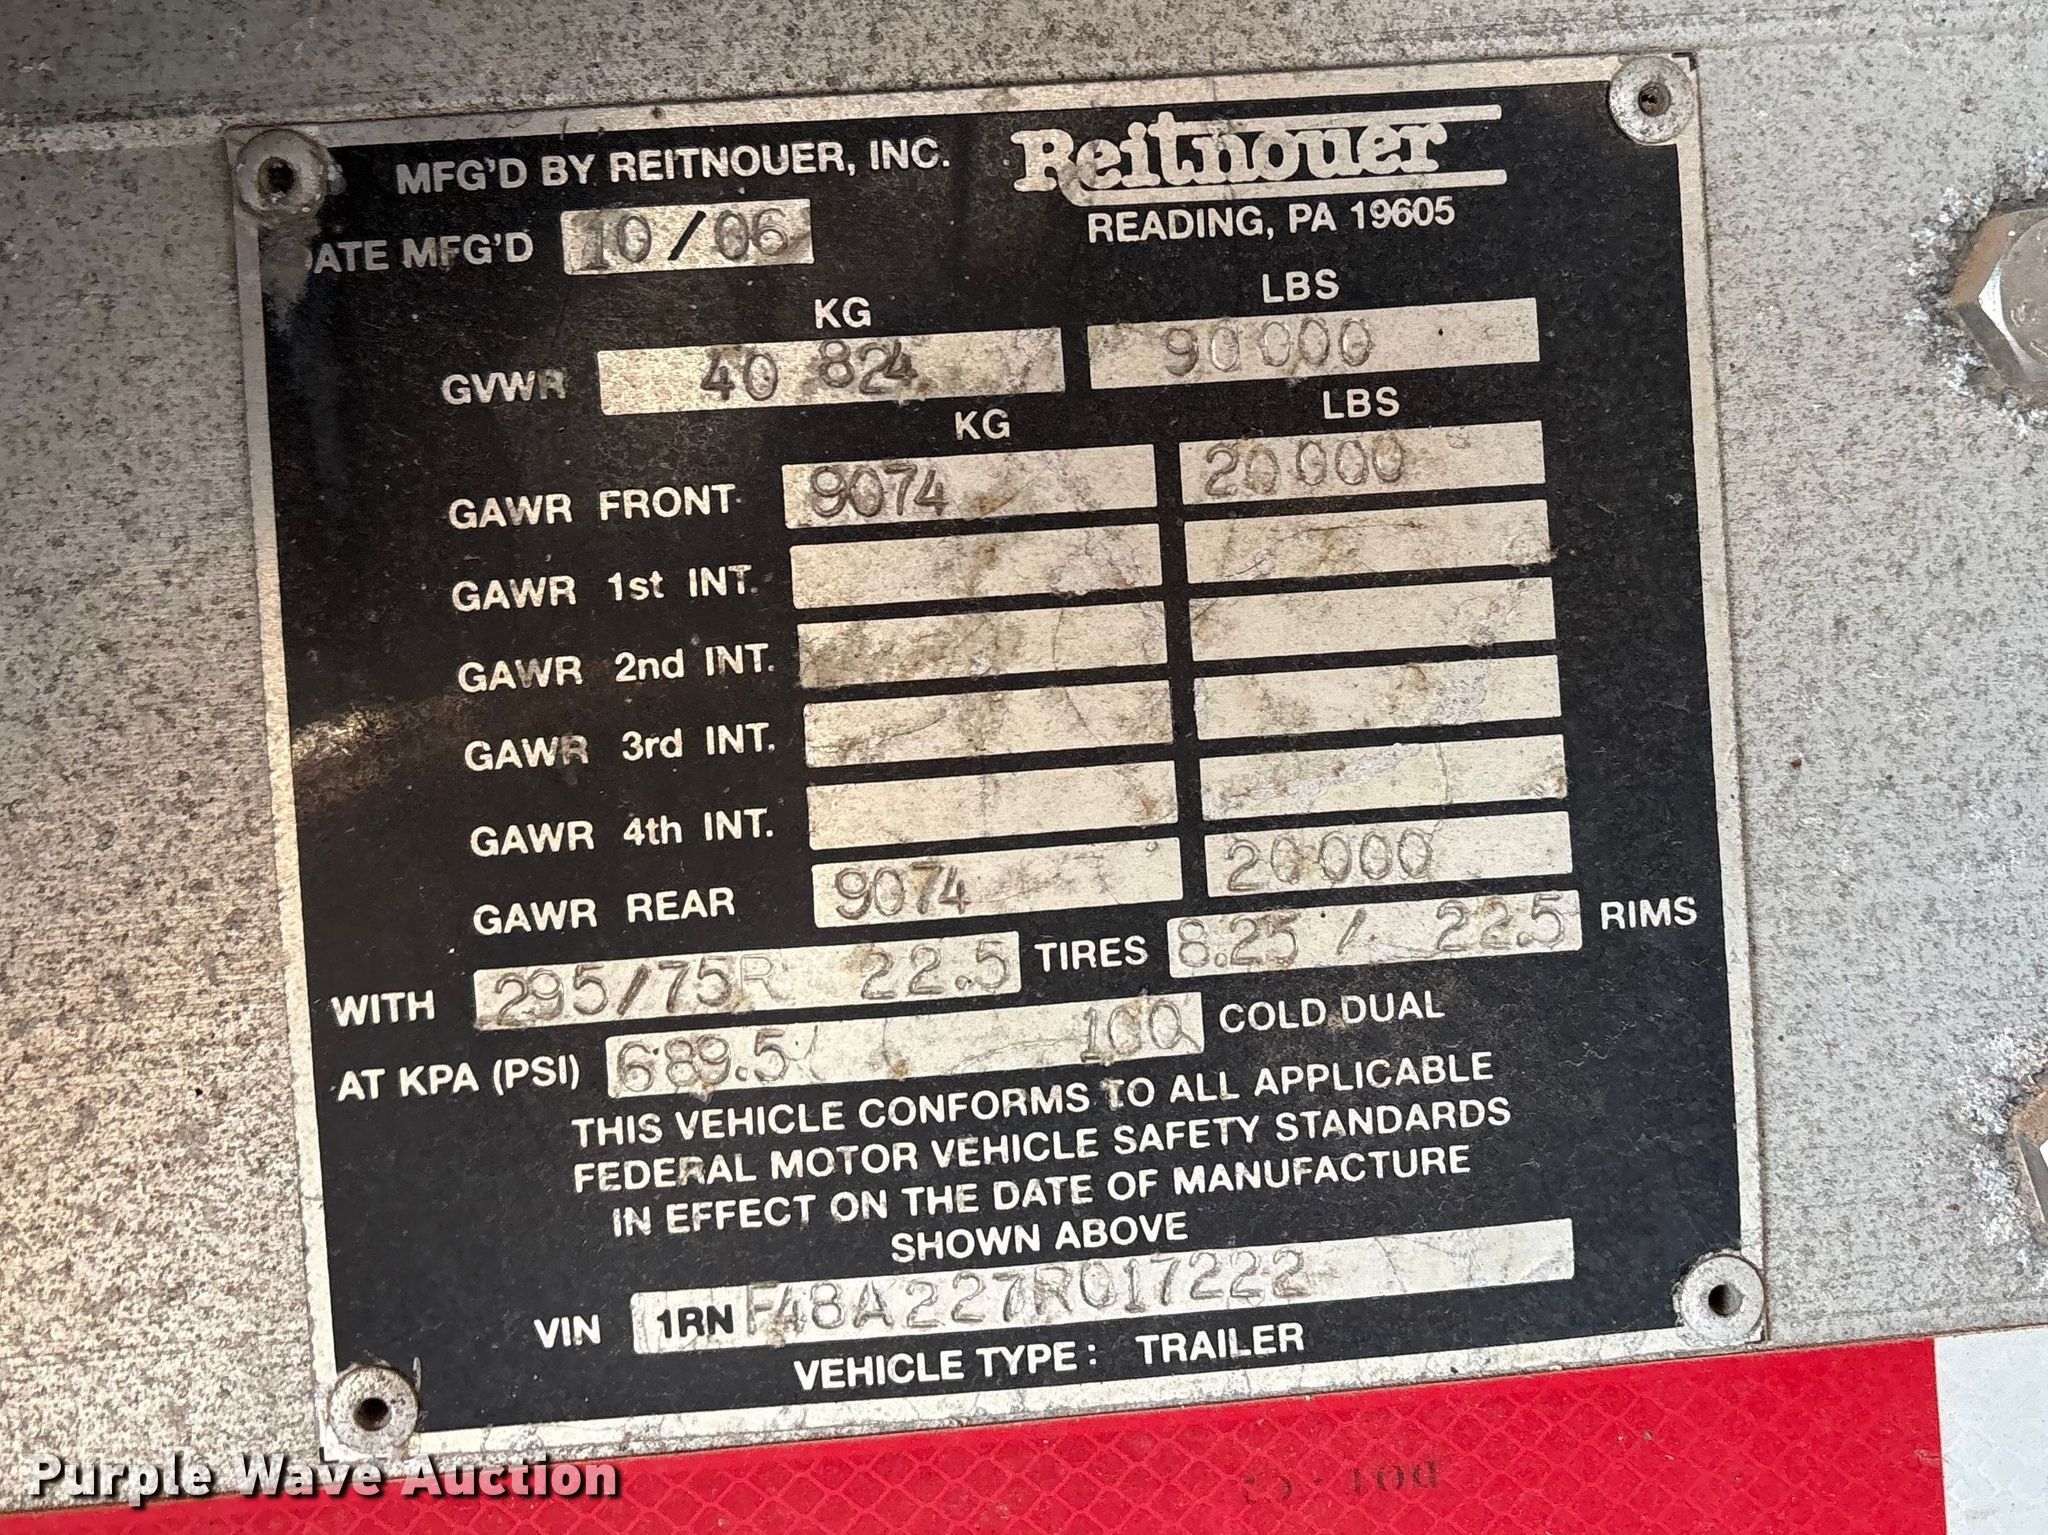 MFG'D BY REITNOUER, INC. Reitnouer
DATE MFG'D 10/06 READING, PA 19605
KG LBS
GVWR 40 824 90000
KG LBS
GAWR FRONT 9074 20000
GAWR 1st INT.
GAWR 2nd INT.
GAWR 3rd INT.
GAWR 4th INT.
GAWR REAR 9074 20000
WITH 295/75R 22.5 TIRES 8.25 / 22.5 RIMS
AT KPA (PSI) 689.5 100 COLD DUAL
THIS VEHICLE CONFORMS TO ALL APPLICABLE
FEDERAL MOTOR VEHICLE SAFETY STANDARDS
IN EFFECT ON THE DATE OF MANUFACTURE
SHOWN ABOVE
VIN 1RNF48A227R017222
VEHICLE TYPE: TRAILER
Purple Wave Auction